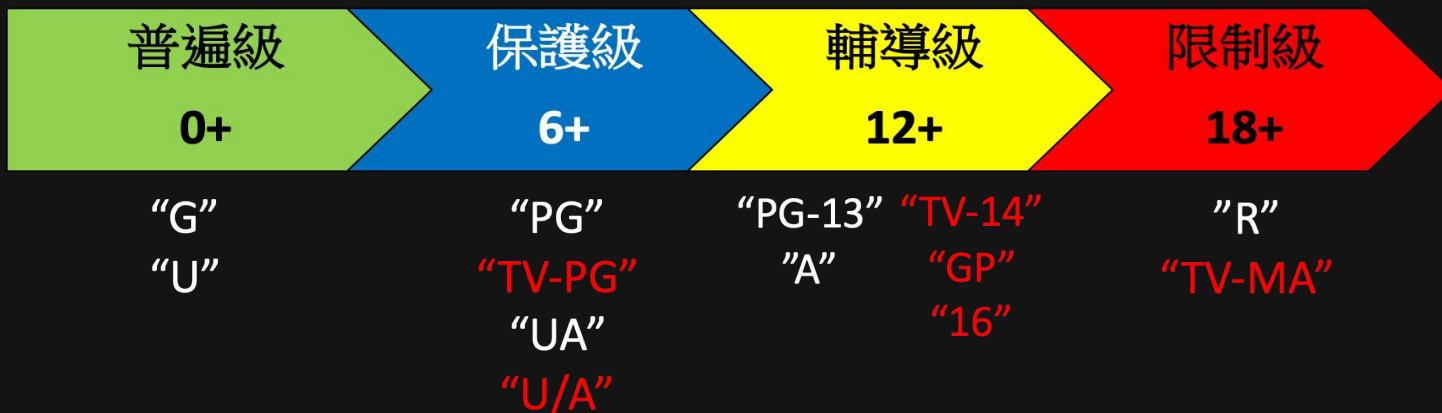 普遍級 保護級 輔導級 限制級
0+ 6+ 12+ 18+
“G” “PG” “PG-13” “TV-14” ”R”
“U” “TV-PG” ”A” “GP” “TV-MA”
“UA” “16”
“U/A”